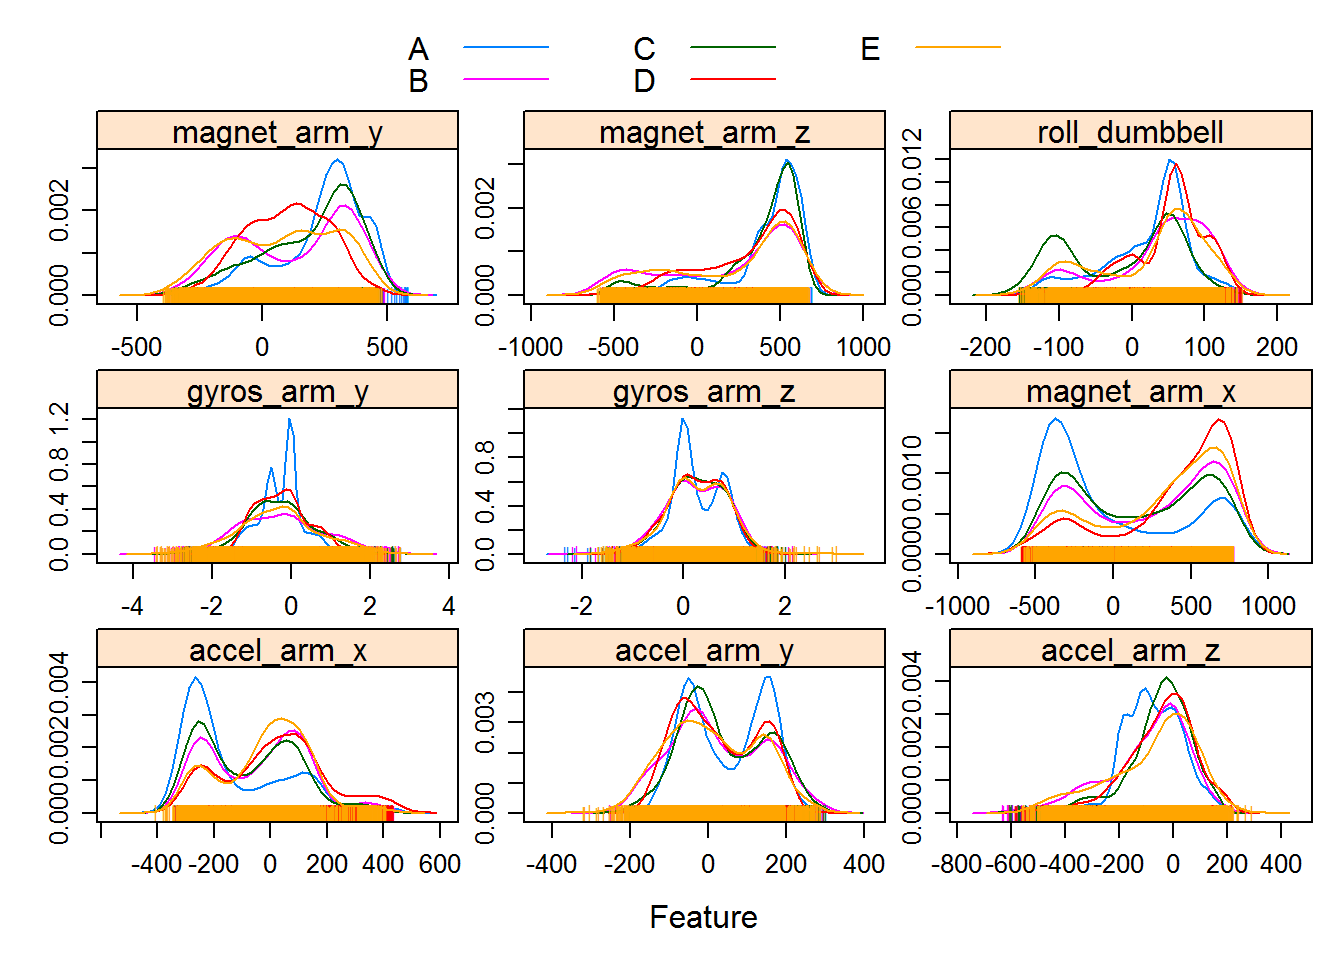 A C E
B D
magnet_arm_y magnet_arm_z roll_dumbbell
0.000 0.002
-500 0 500
0.000 0.002
-1000 -500 0 500 1000
0.000 0.006 0.012
-200 -100 0 100 200
gyros_arm_y gyros_arm_z magnet_arm_x
0.0 0.4 0.8 1.2
-4 -2 0 2 4
0.0 0.4 0.8
-2 0 2
0.0000 0.0010
-1000 -500 0 500 1000
accel_arm_x accel_arm_y accel_arm_z
0.000 0.002 0.004
-400 -200 0 200 400 600
0.000 0.003
-400 -200 0 200 400
0.000 0.002 0.004
-800 -600 -400 -200 0 200 400
Feature